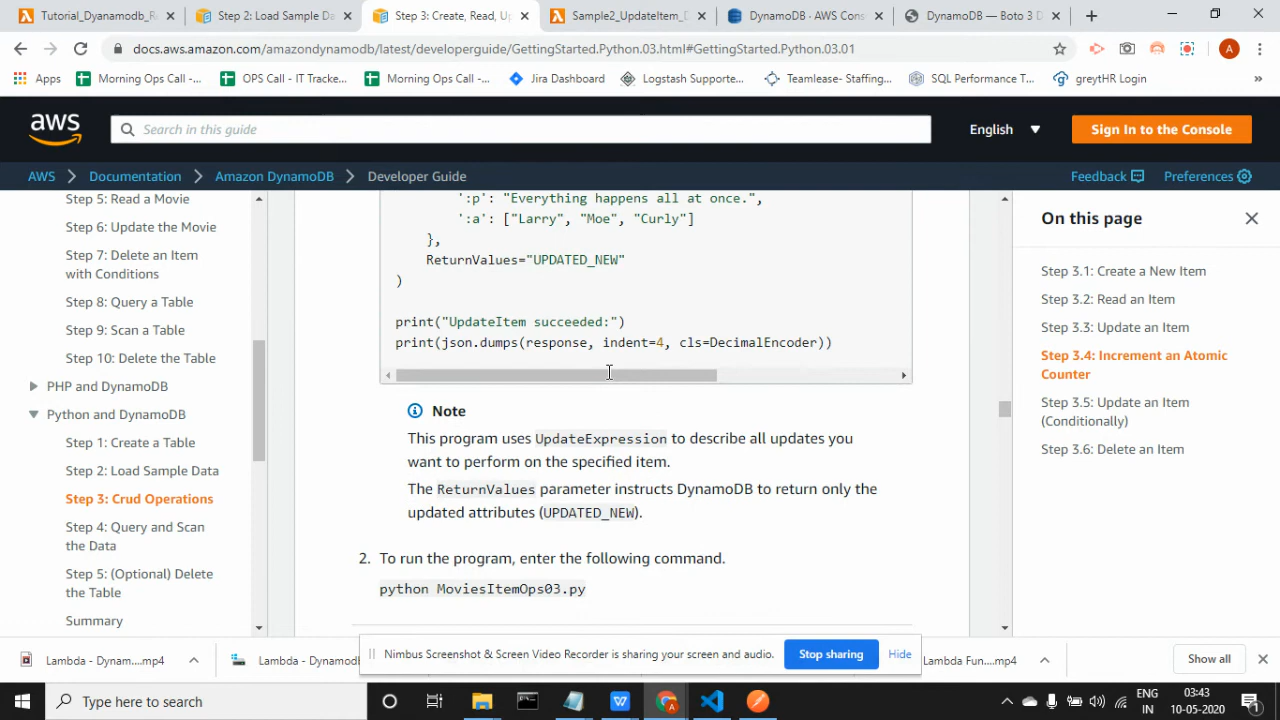 Tutorial_Dyanamodb_R
Step 2: Load Sample Da
Step 3: Create, Read, Up
Sample2_UpdateItem_D
DynamoDB - AWS Cons
DynamoDB — Boto 3 D
docs.aws.amazon.com/amazondynamodb/latest/developerguide/GettingStarted.Python.03.html#GettingStarted.Python.03.01
A
Apps
Morning Ops Call -...
OPS Call - IT Tracke...
Morning Ops Call -...
Jira Dashboard
Logstash Supporte...
Teamlease- Staffing...
SQL Performance T...
greytHR Login
aws
Search in this guide
English
Sign In to the Console
AWS
Documentation
Amazon DynamoDB
Developer Guide
Feedback
Preferences
Step 5: Read a Movie
Step 6: Update the Movie
Step 7: Delete an Item
with Conditions
Step 8: Query a Table
Step 9: Scan a Table
Step 10: Delete the Table
PHP and DynamoDB
Python and DynamoDB
Step 1: Create a Table
Step 2: Load Sample Data
Step 3: Crud Operations
Step 4: Query and Scan
the Data
Step 5: (Optional) Delete
the Table
Summary
':p': "Everything happens all at once.",
':a': ["Larry", "Moe", "Curly"]
},
ReturnValues="UPDATED_NEW"
)
print("UpdateItem succeeded:")
print(json.dumps(response, indent=4, cls=DecimalEncoder))
Note
This program uses UpdateExpression to describe all updates you
want to perform on the specified item.
The ReturnValues parameter instructs DynamoDB to return only the
updated attributes (UPDATED_NEW).
2. To run the program, enter the following command.
python MoviesItemOps03.py
On this page
Step 3.1: Create a New Item
Step 3.2: Read an Item
Step 3.3: Update an Item
Step 3.4: Increment an Atomic
Counter
Step 3.5: Update an Item
(Conditionally)
Step 3.6: Delete an Item
Lambda - Dynam....mp4
Lambda - Dynamodb
Nimbus Screenshot & Screen Video Recorder is sharing your screen and audio.
Stop sharing
Hide
Lambda Fun....mp4
Show all
Type here to search
ENG
IN
03:43
10-05-2020
1